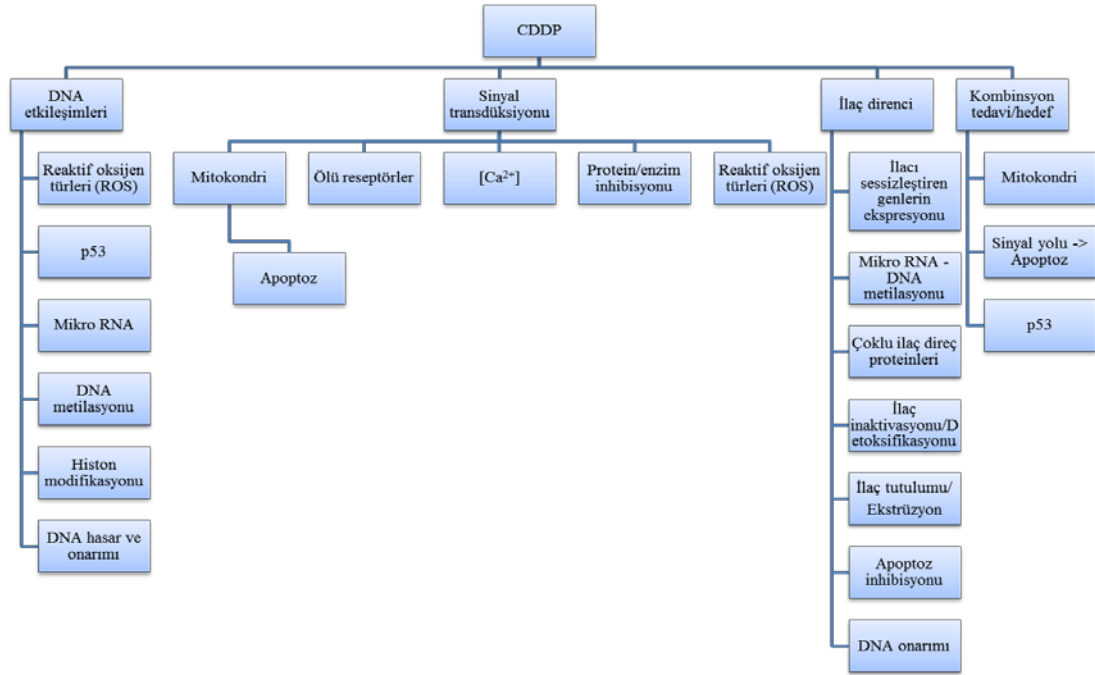 CDDP
DNA
etkileşimleri
Reaktif oksijen
türleri (ROS)
p53
Mikro RNA
DNA
metilasyonu
Histon
modifikasyonu
DNA hasar ve
onarımı
Sinyal
transdüksiyonu
Mitokondri
Apoptoz
Ölü reseptörler
[Ca²⁺]
Protein/enzim
inhibisyonu
Reaktif oksijen
türleri (ROS)
İlaç direnci
İlacı
sessizleştiren
genlerin
ekspresyonu
Mikro RNA -
DNA
metilasyonu
Çoklu ilaç direç
proteinleri
İlaç
inaktivasyonu/D
etoksifikasyonu
İlaç tutulumu/
Ekstrüzyon
Apoptoz
inhibisyonu
DNA onarımı
Kombinsyon
tedavi/hedef
Mitokondri
Sinyal yolu ->
Apoptoz
p53